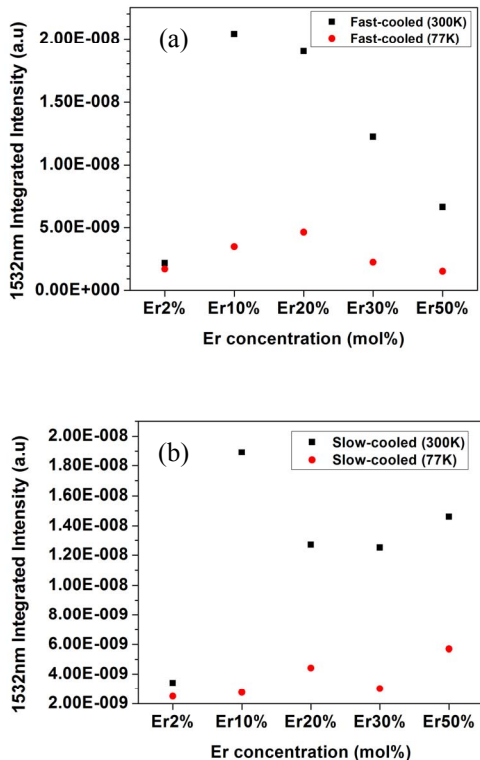 (a)
Fast-cooled (300K)
Fast-cooled (77K)
2.00E-008
1.50E-008
1.00E-008
5.00E-009
0.00E+000
1532nm Integrated Intensity (a.u)
Er2% Er10% Er20% Er30% Er50%
Er concentration (mol%)
(b)
Slow-cooled (300K)
Slow-cooled (77K)
2.00E-008
1.80E-008
1.60E-008
1.40E-008
1.20E-008
1.00E-008
8.00E-009
6.00E-009
4.00E-009
2.00E-009
1532nm Integrated Intensity (a.u)
Er2% Er10% Er20% Er30% Er50%
Er concentration (mol%)